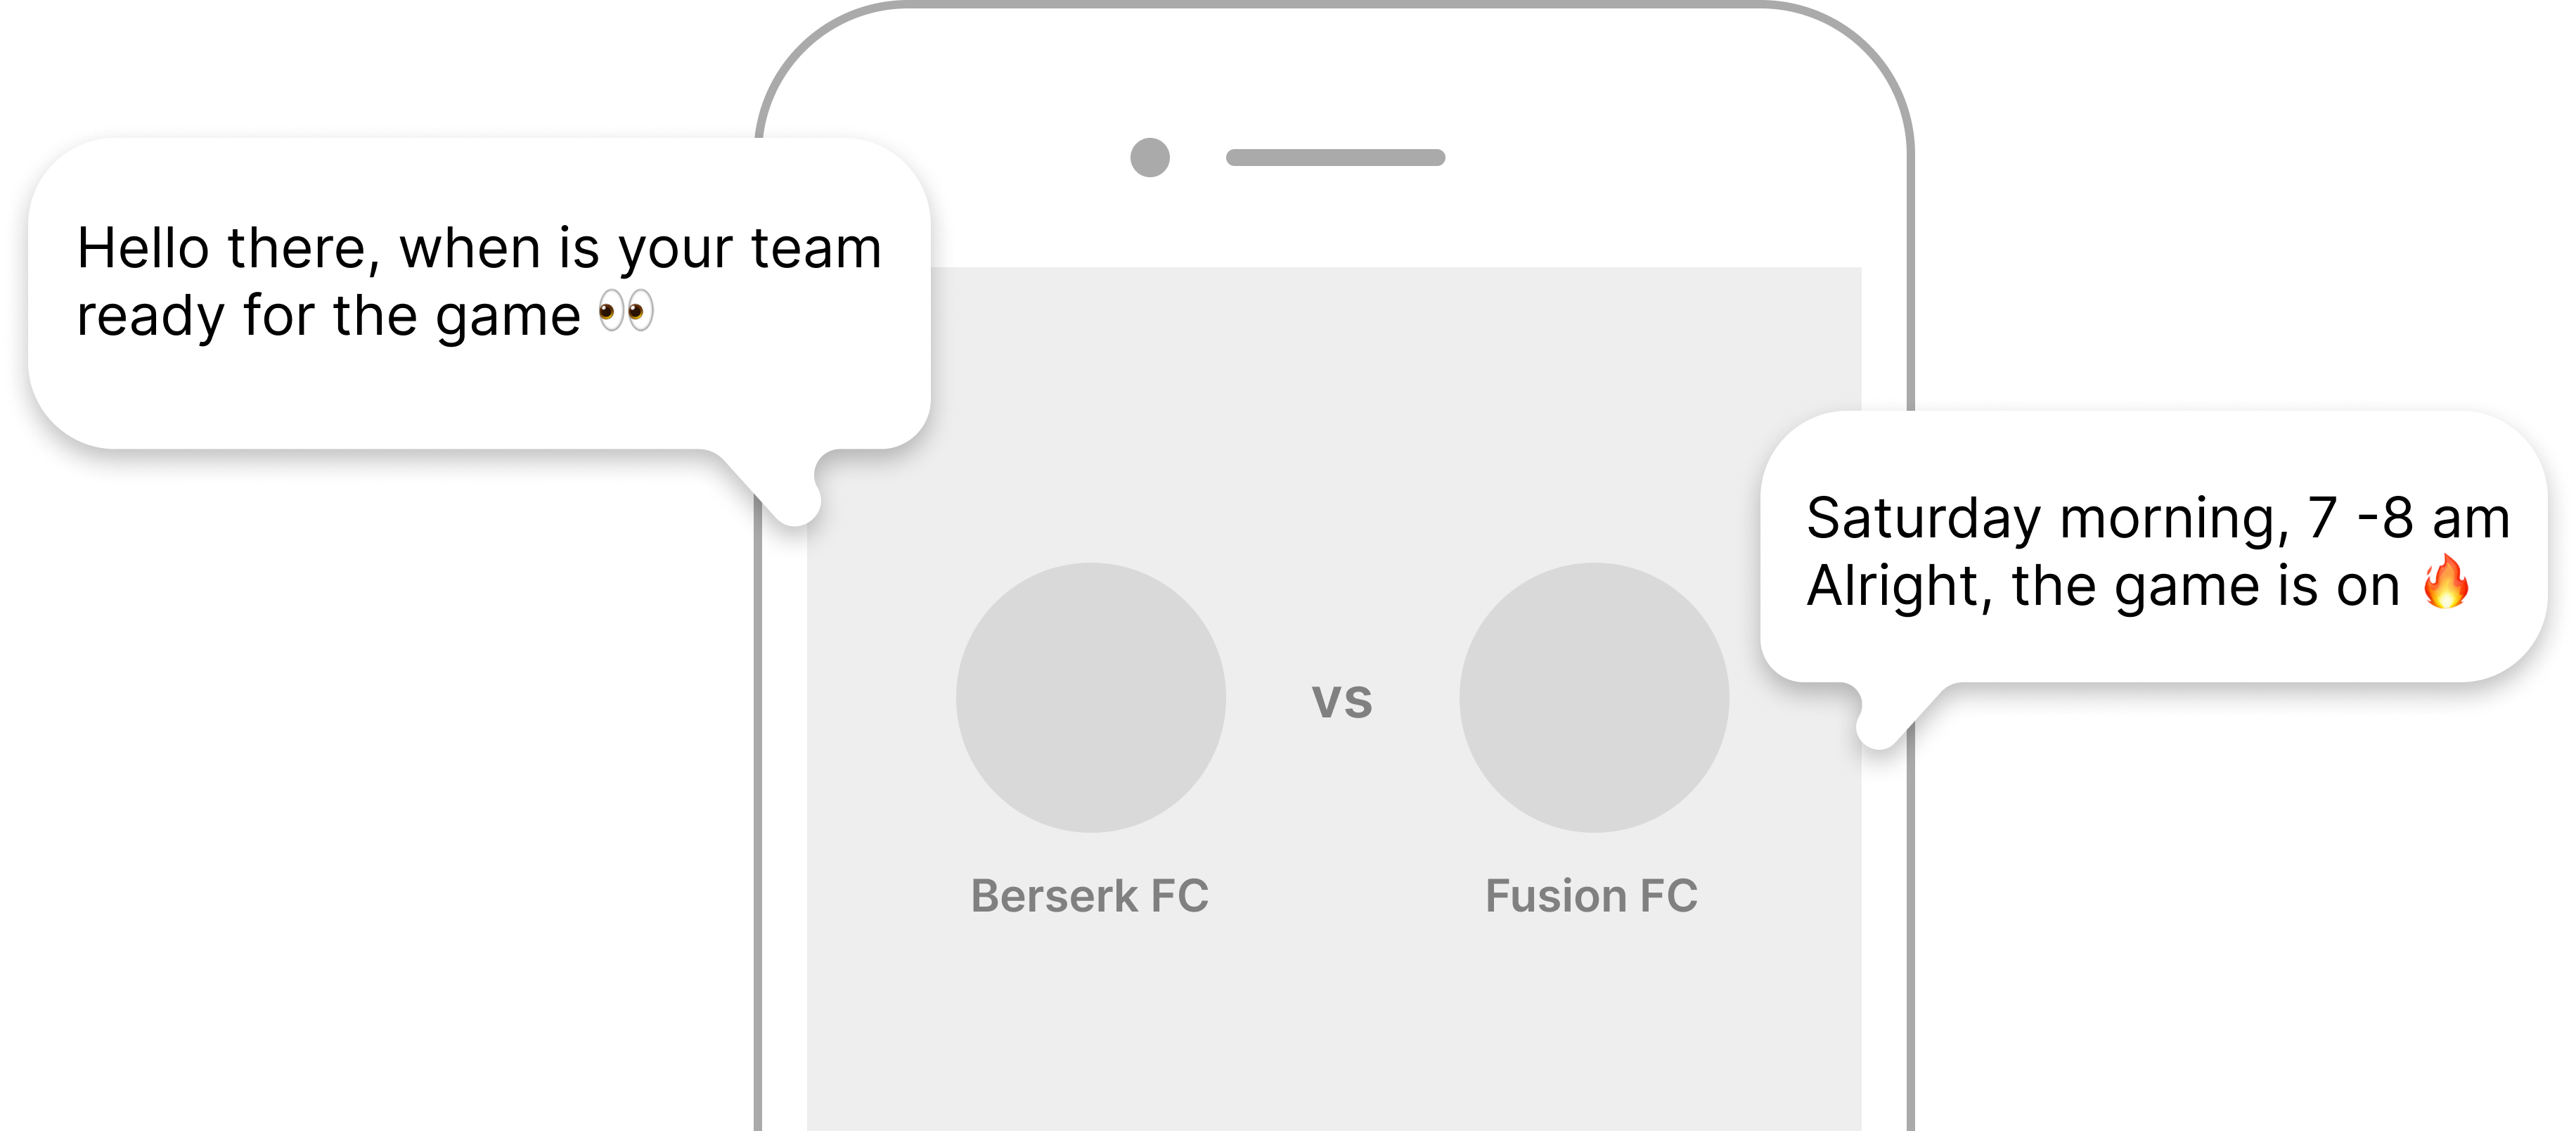 Hello there, when is your team
ready for the game 👀
Saturday morning, 7 -8 am
Alright, the game is on 🔥
vs
Berserk FC
Fusion FC